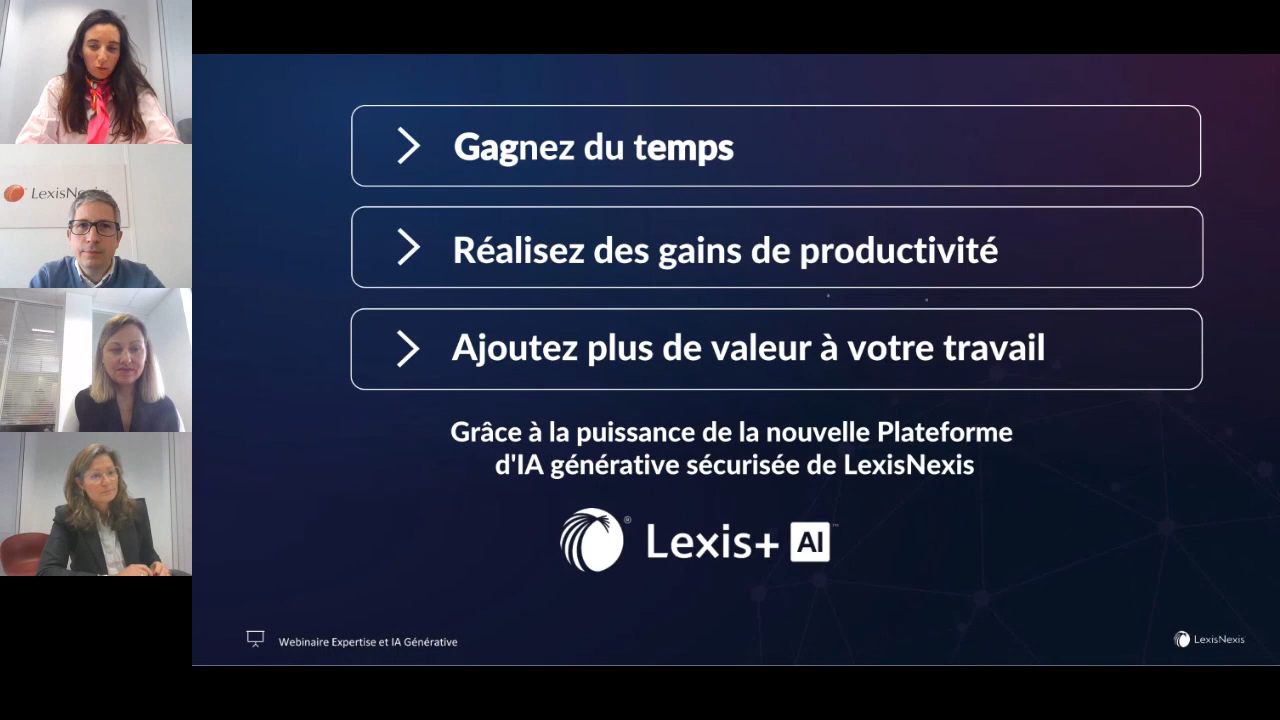 LexisNexis
Gagnez du temps
Réalisez des gains de productivité
Ajoutez plus de valeur à votre travail
Grâce à la puissance de la nouvelle Plateforme
d'IA générative sécurisée de LexisNexis
Lexis+ AI
Webinaire Expertise et IA Générative
LexisNexis